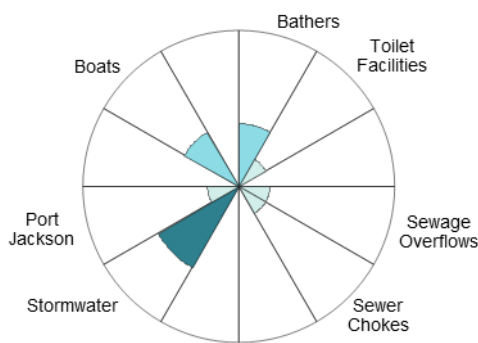 Bathers
Toilet
Facilities
Boats
Port
Jackson
Sewage
Overflows
Stormwater
Sewer
Chokes